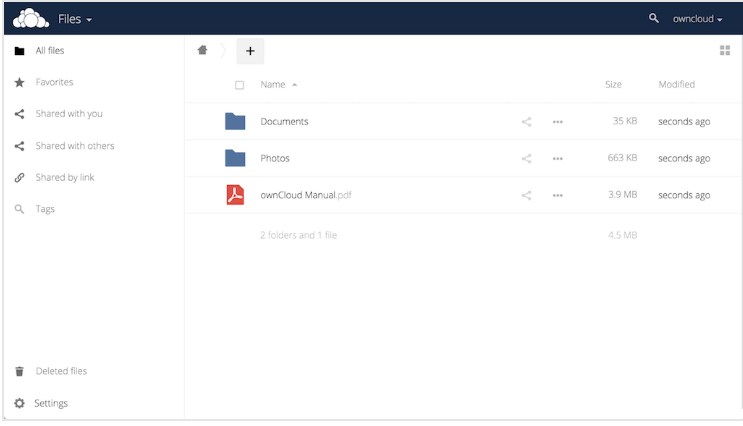 Files
owncloud
All files
Favorites
Shared with you
Shared with others
Shared by link
Tags
Deleted files
Settings
Name Size Modified
Documents 35 KB seconds ago
Photos 663 KB seconds ago
ownCloud Manual.pdf 3.9 MB seconds ago
2 folders and 1 file 4.5 MB